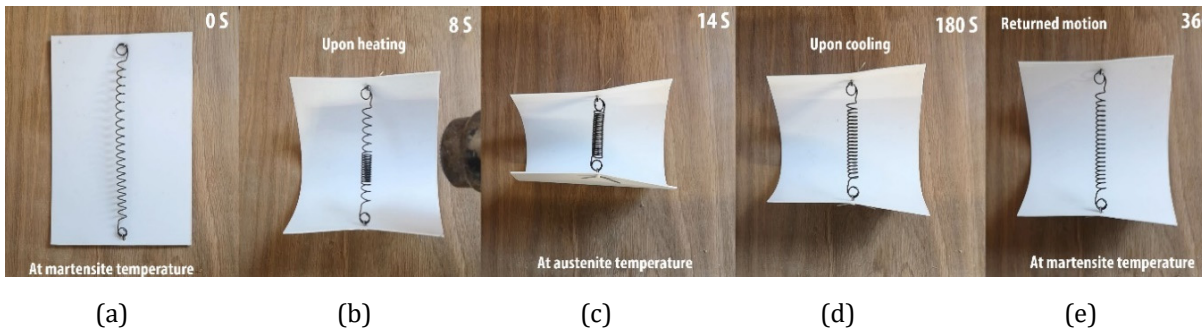 0 S
At martensite temperature
Upon heating
8 S
14 S
At austenite temperature
Upon cooling
180 S
Returned motion
36
At martensite temperature
(a)
(b)
(c)
(d)
(e)